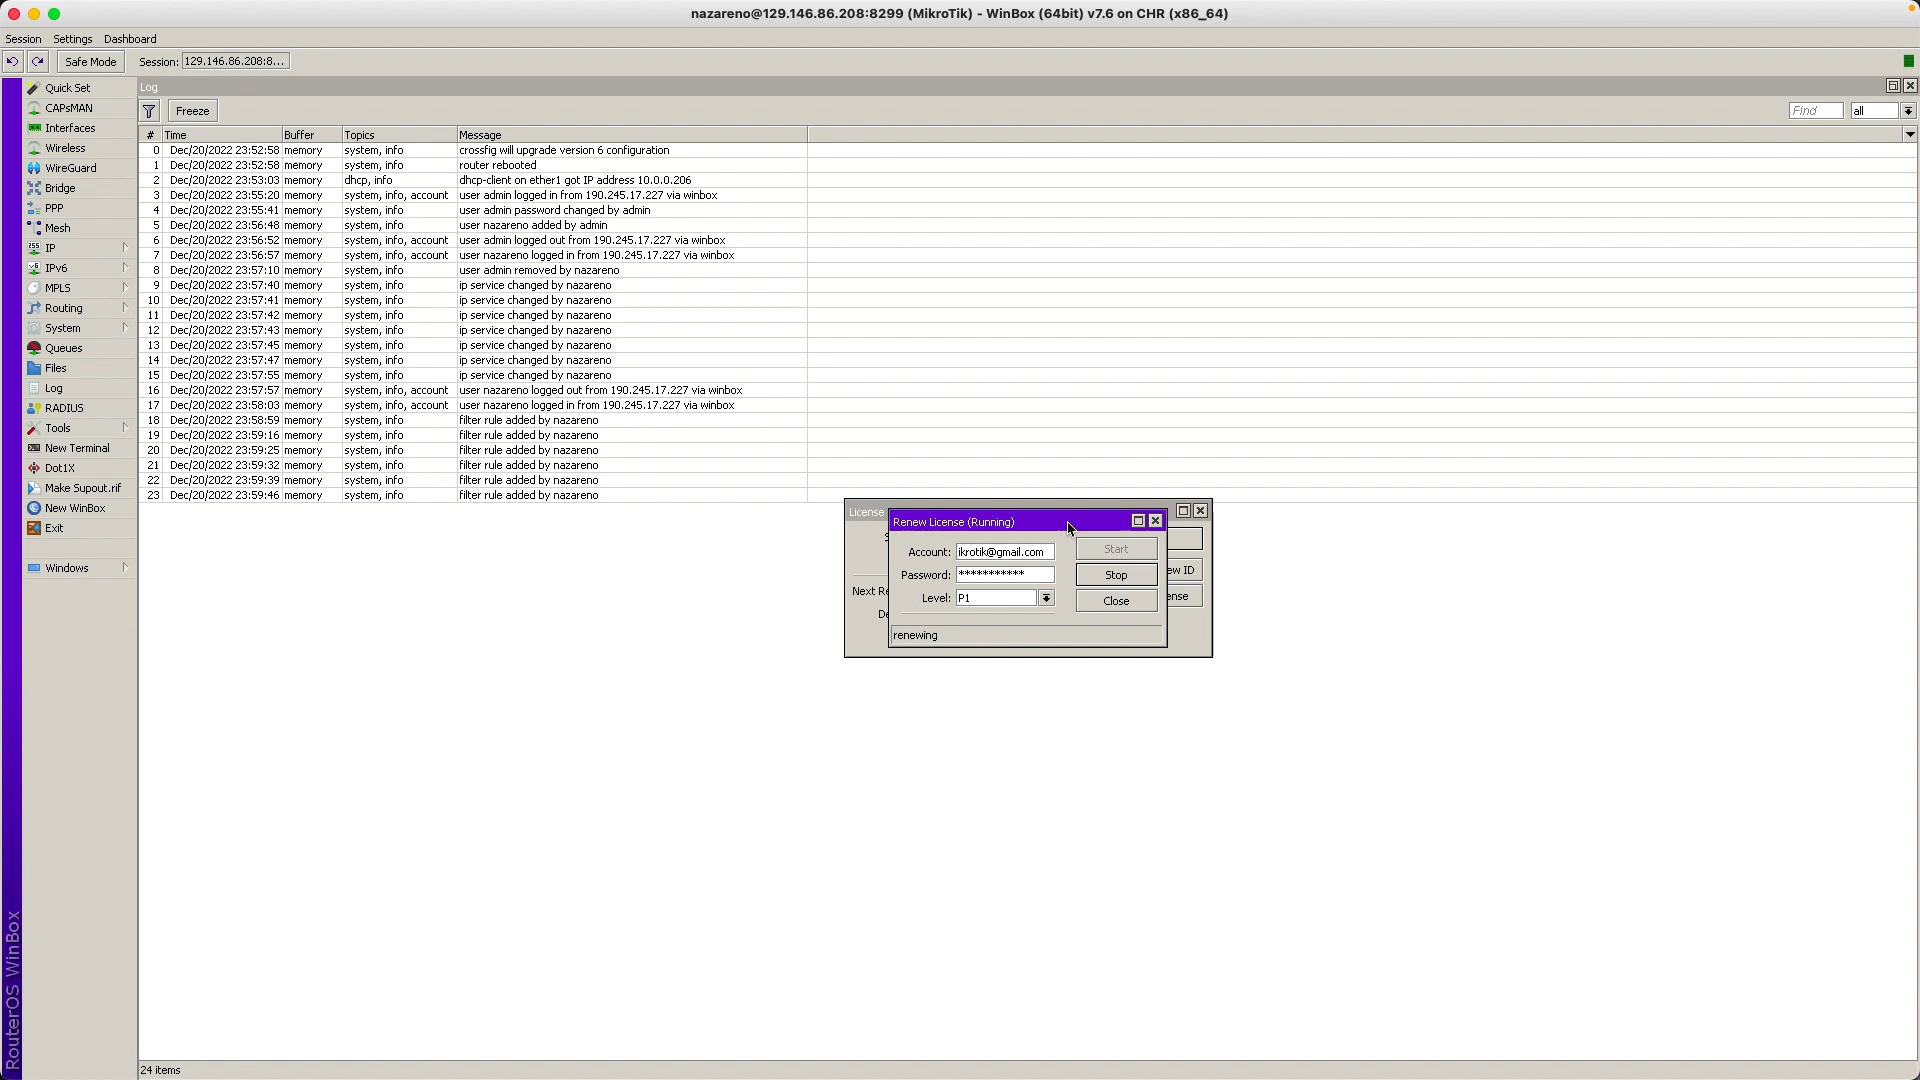 nazareno@129.146.86.208:8299 (MikroTik) - WinBox (64bit) v7.6 on CHR (x86_64)
Session Settings Dashboard
Safe Mode Session: 129.146.86.208:8...
Quick Set
CAPsMAN
Interfaces
Wireless
WireGuard
Bridge
PPP
Mesh
IP
IPv6
MPLS
Routing
System
Queues
Files
Log
RADIUS
Tools
New Terminal
Dot1X
Make Supout.rif
New WinBox
Exit
Windows
RouterOS WinBox
Log
Freeze Find all
# Time Buffer Topics Message
0 Dec/20/2022 23:52:58 memory system, info crossfig will upgrade version 6 configuration
1 Dec/20/2022 23:52:58 memory system, info router rebooted
2 Dec/20/2022 23:53:03 memory dhcp, info dhcp-client on ether1 got IP address 10.0.0.206
3 Dec/20/2022 23:55:20 memory system, info, account user admin logged in from 190.245.17.227 via winbox
4 Dec/20/2022 23:55:41 memory system, info user admin password changed by admin
5 Dec/20/2022 23:56:48 memory system, info user nazareno added by admin
6 Dec/20/2022 23:56:52 memory system, info, account user admin logged out from 190.245.17.227 via winbox
7 Dec/20/2022 23:56:57 memory system, info, account user nazareno logged in from 190.245.17.227 via winbox
8 Dec/20/2022 23:57:10 memory system, info user admin removed by nazareno
9 Dec/20/2022 23:57:40 memory system, info ip service changed by nazareno
10 Dec/20/2022 23:57:41 memory system, info ip service changed by nazareno
11 Dec/20/2022 23:57:42 memory system, info ip service changed by nazareno
12 Dec/20/2022 23:57:43 memory system, info ip service changed by nazareno
13 Dec/20/2022 23:57:45 memory system, info ip service changed by nazareno
14 Dec/20/2022 23:57:47 memory system, info ip service changed by nazareno
15 Dec/20/2022 23:57:55 memory system, info ip service changed by nazareno
16 Dec/20/2022 23:57:57 memory system, info, account user nazareno logged out from 190.245.17.227 via winbox
17 Dec/20/2022 23:58:03 memory system, info, account user nazareno logged in from 190.245.17.227 via winbox
18 Dec/20/2022 23:58:59 memory system, info filter rule added by nazareno
19 Dec/20/2022 23:59:16 memory system, info filter rule added by nazareno
20 Dec/20/2022 23:59:25 memory system, info filter rule added by nazareno
21 Dec/20/2022 23:59:32 memory system, info filter rule added by nazareno
22 Dec/20/2022 23:59:39 memory system, info filter rule added by nazareno
23 Dec/20/2022 23:59:46 memory system, info filter rule added by nazareno
License
Renew License (Running)
Account: ikrotik@gmail.com Start
Password: *********** Stop
Level: P1 Close
renewing
Next Re
De
ew ID
ense
24 items